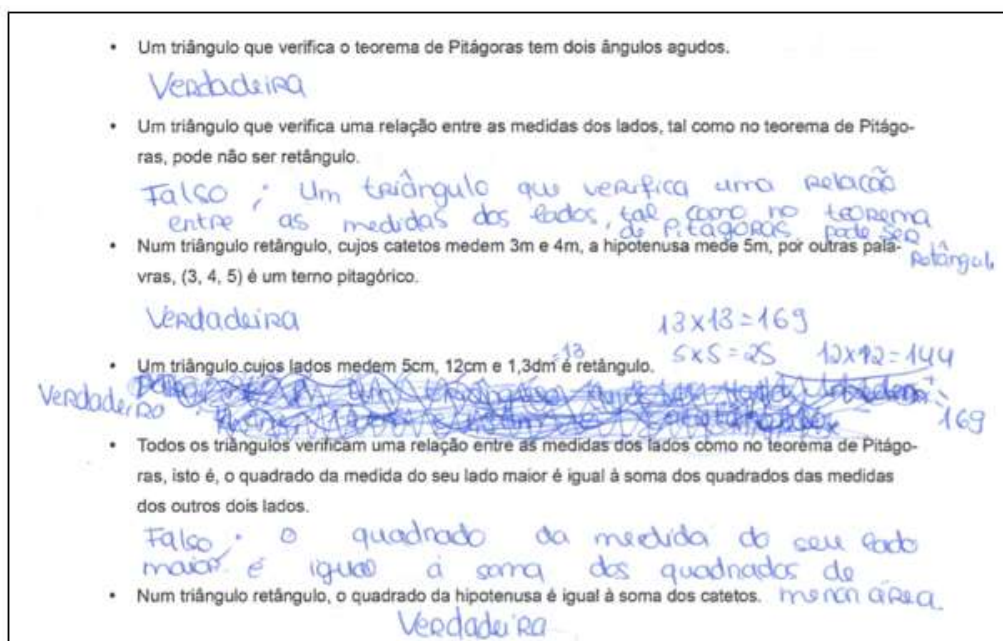 • Um triângulo que verifica o teorema de Pitágoras tem dois ângulos agudos.
Verdadeira
• Um triângulo que verifica uma relação entre as medidas dos lados, tal como no teorema de Pitágo-
ras, pode não ser retângulo.
Falso ; Um triângulo que verifica uma relação
entre as medidas dos lados, tal como no teorema
de Pitágoras pode ser
retângul
• Num triângulo retângulo, cujos catetos medem 3m e 4m, a hipotenusa mede 5m, por outras pala-
vras, (3, 4, 5) é um terno pitagórico.
Verdadeira
13x13=169
5x5=25 12x12=144
=13
• Um triângulo cujos lados medem 5cm, 12cm e 1,3dm é retângulo.
Verdadeira
169
• Todos os triângulos verificam uma relação entre as medidas dos lados como no teorema de Pitágo-
ras, isto é, o quadrado da medida do seu lado maior é igual à soma dos quadrados das medidas
dos outros dois lados.
Falso ; o quadrado da medida do seu lado
maior é igual à soma dos quadrados de
menor área.
• Num triângulo retângulo, o quadrado da hipotenusa é igual à soma dos catetos.
Verdadeira